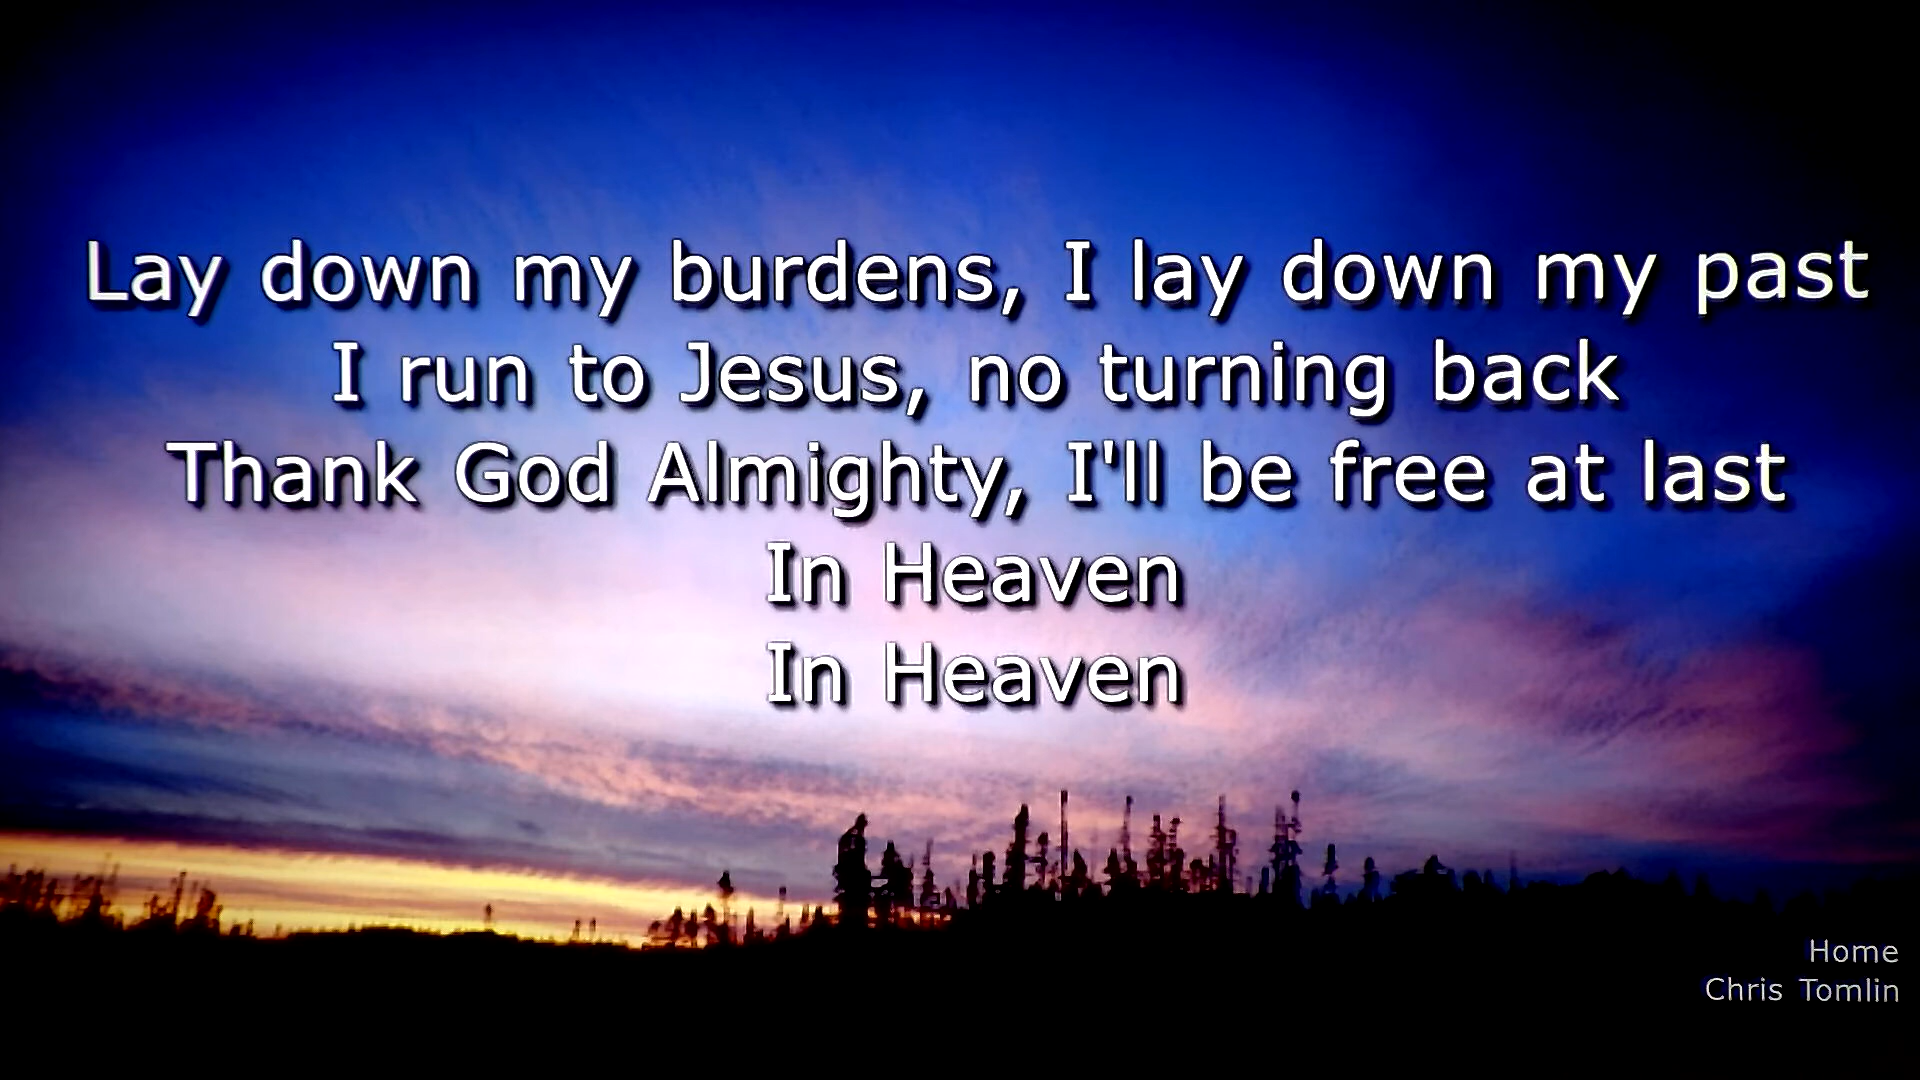 Lay down my burdens, I lay down my past
I run to Jesus, no turning back
Thank God Almighty, I'll be free at last
In Heaven
In Heaven
Home
Chris Tomlin